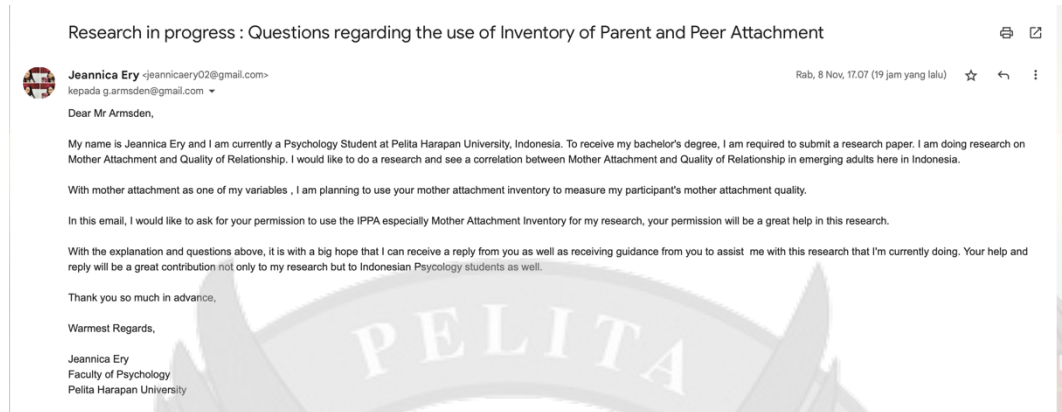 Research in progress : Questions regarding the use of Inventory of Parent and Peer Attachment
Jeannica Ery <jeannicaery02@gmail.com>
Rab, 8 Nov, 17.07 (19 jam yang lalu)
kepada g.armsden@gmail.com
Dear Mr Armsden,
My name is Jeannica Ery and I am currently a Psychology Student at Pelita Harapan University, Indonesia. To receive my bachelor's degree, I am required to submit a research paper. I am doing research on
Mother Attachment and Quality of Relationship. I would like to do a research and see a correlation between Mother Attachment and Quality of Relationship in emerging adults here in Indonesia.
With mother attachment as one of my variables , I am planning to use your mother attachment inventory to measure my participant's mother attachment quality.
In this email, I would like to ask for your permission to use the IPPA especially Mother Attachment Inventory for my research, your permission will be a great help in this research.
With the explanation and questions above, it is with a big hope that I can receive a reply from you as well as receiving guidance from you to assist  me with this research that I'm currently doing. Your help and
reply will be a great contribution not only to my research but to Indonesian Psycology students as well.
Thank you so much in advance,
Warmest Regards,
Jeannica Ery
Faculty of Psychology
Pelita Harapan University
PELITA